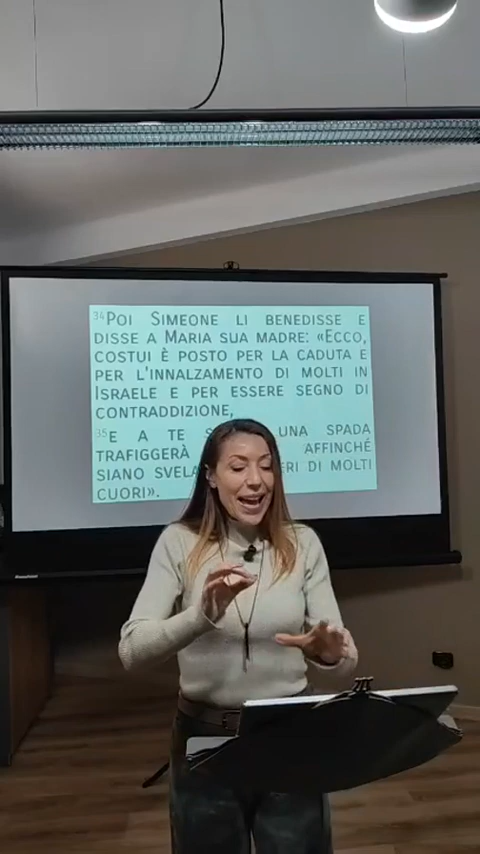 34POI SIMEONE LI BENEDISSE E
DISSE A MARIA SUA MADRE: «ECCO,
COSTUI È POSTO PER LA CADUTA E
PER L'INNALZAMENTO DI MOLTI IN
ISRAELE E PER ESSERE SEGNO DI
CONTRADDIZIONE,
35E A TE UNA SPADA
TRAFIGGERÀ AFFINCHÉ
SIANO DI MOLTI
CUORI».